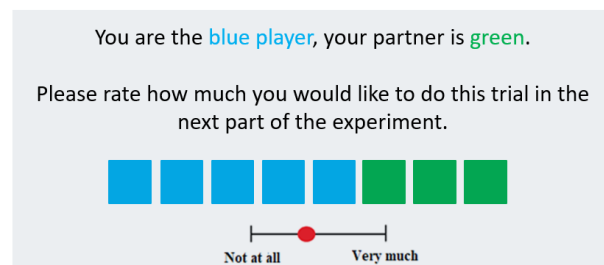 You are the blue player, your partner is green.
Please rate how much you would like to do this trial in the
next part of the experiment.
Not at all
Very much